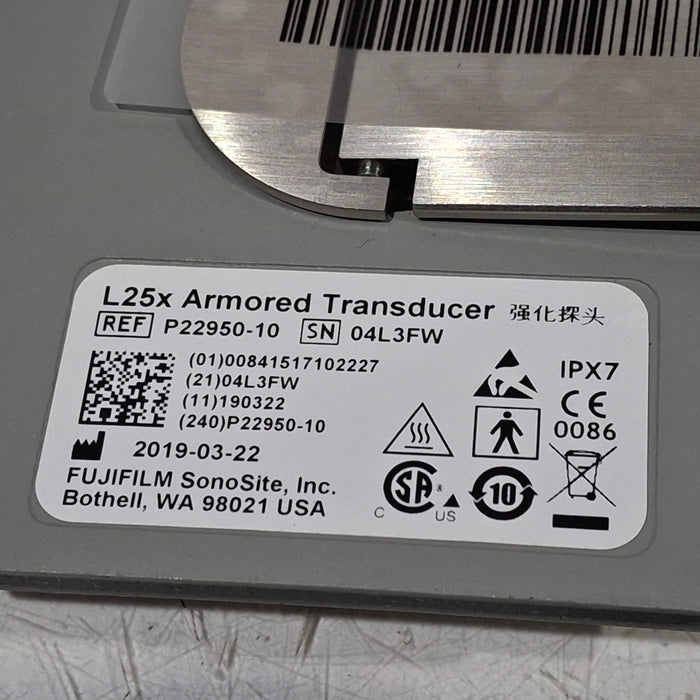 L25x Armored Transducer 强化探头
REF P22950-10 SN 04L3FW
(01)00841517102227
(21)04L3FW
(11)190322
(240)P22950-10
2019-03-22
FUJIFILM SonoSite, Inc.
Bothell, WA 98021 USA
IPX7
CE
0086
SA
C US
10